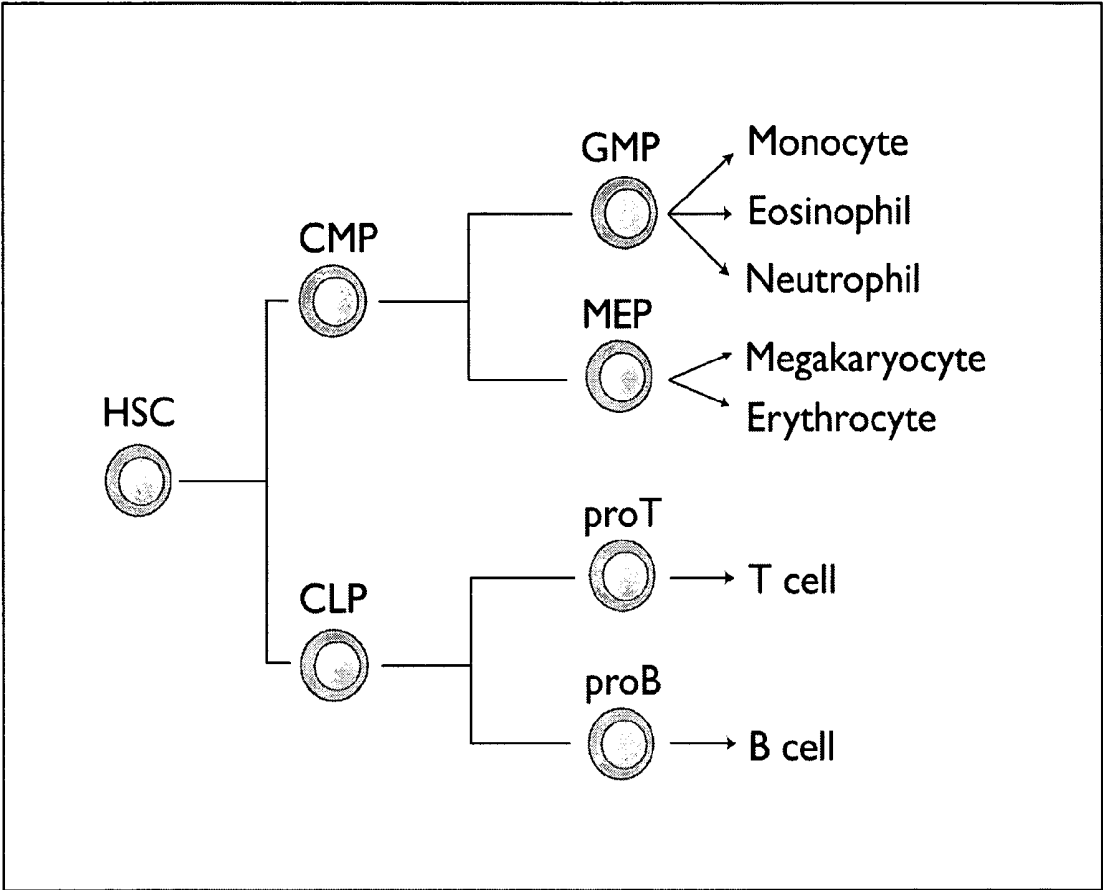 GMP
Monocyte
Eosinophil
Neutrophil
CMP
MEP
Megakaryocyte
Erythrocyte
HSC
proT
T cell
CLP
proB
B cell